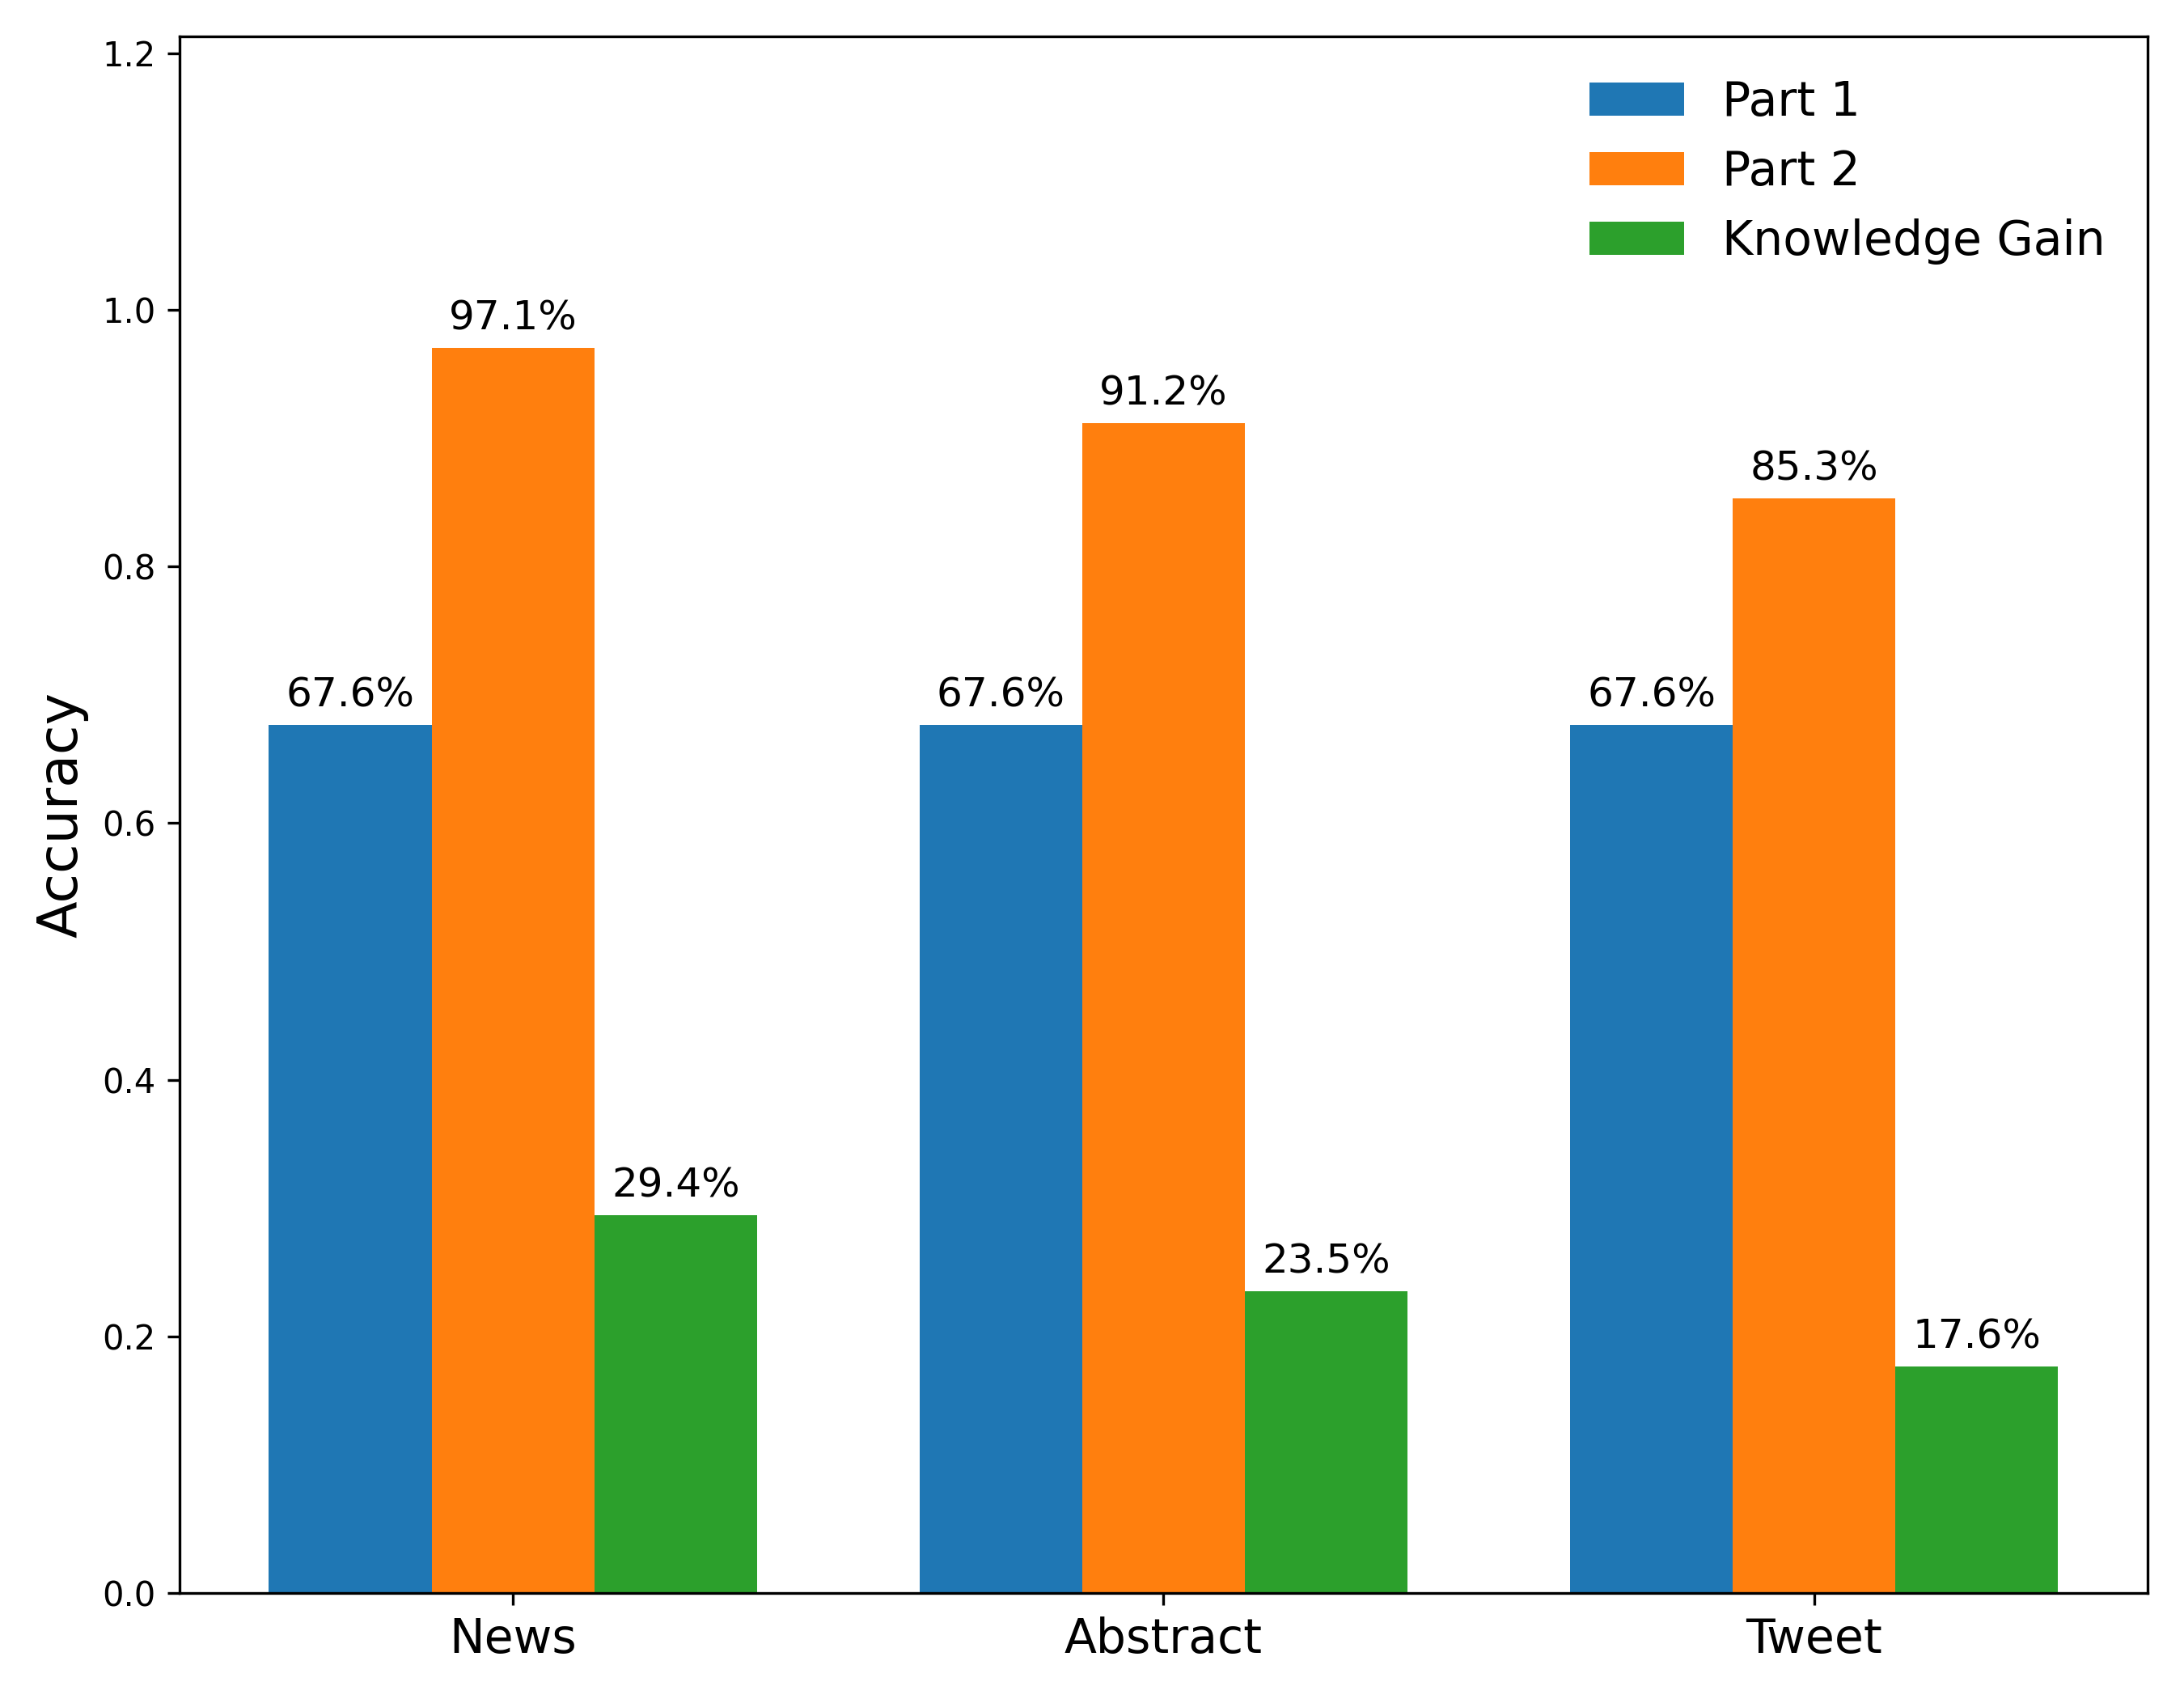 1.2
1.0
0.8
0.6
0.4
0.2
0.0
Accuracy
Part 1
Part 2
Knowledge Gain
67.6%
97.1%
29.4%
67.6%
91.2%
23.5%
67.6%
85.3%
17.6%
News
Abstract
Tweet